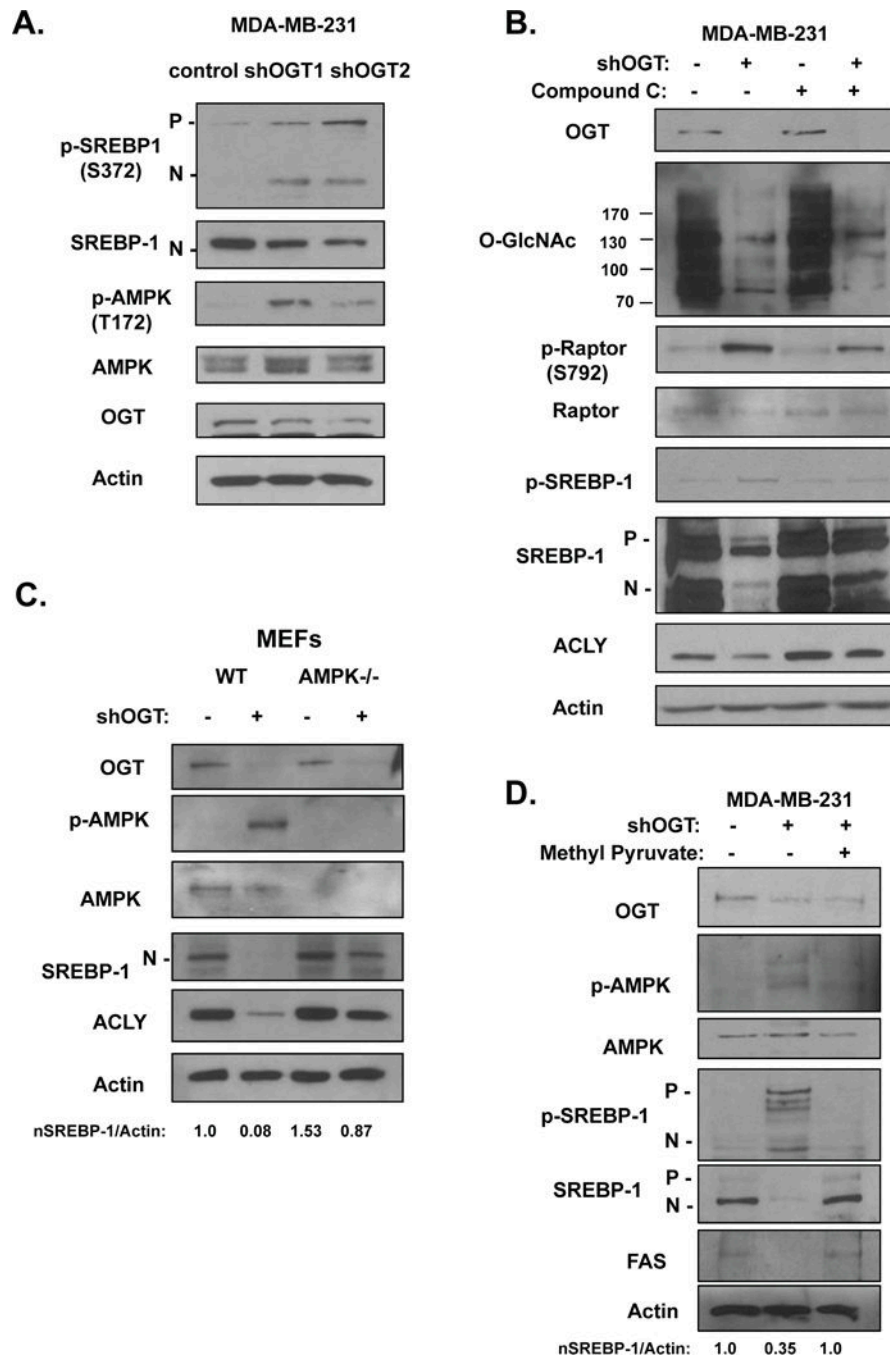 A.
MDA-MB-231
control shOGT1 shOGT2
P -
p-SREBP1
(S372)
N -
SREBP-1
N -
p-AMPK
(T172)
AMPK
OGT
Actin
B.
MDA-MB-231
shOGT: - + - +
Compound C: - - + +
OGT
O-GlcNAc
170
130
100
70
p-Raptor
(S792)
Raptor
p-SREBP-1
SREBP-1
P -
N -
ACLY
Actin
C.
MEFs
WT AMPK-/-
shOGT: - + - +
OGT
p-AMPK
AMPK
SREBP-1 N -
ACLY
Actin
nSREBP-1/Actin: 1.0 0.08 1.53 0.87
D.
MDA-MB-231
shOGT: - + +
Methyl Pyruvate: - - +
OGT
p-AMPK
AMPK
P -
p-SREBP-1
N -
SREBP-1
P -
N -
FAS
Actin
nSREBP-1/Actin: 1.0 0.35 1.0